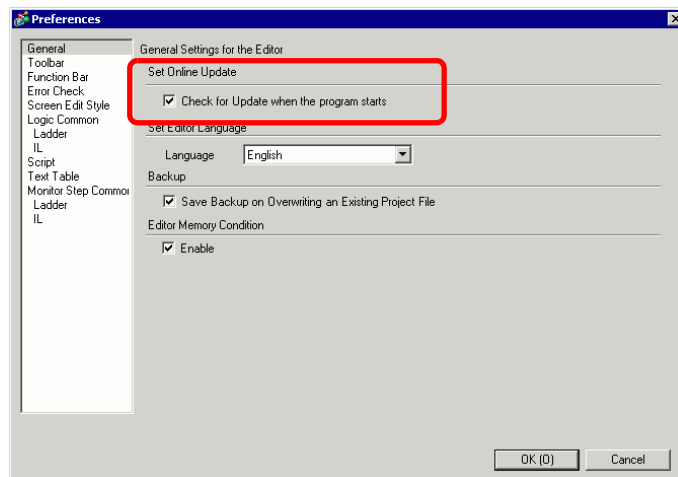 Preferences
General
Toolbar
Function Bar
Error Check
Screen Edit Style
Logic Common
Ladder
IL
Script
Text Table
Monitor Step Common
Ladder
IL
General Settings for the Editor
Set Online Update
Check for Update when the program starts
Set Editor Language
Language English
Backup
Save Backup on Overwriting an Existing Project File
Editor Memory Condition
Enable
OK (O) Cancel